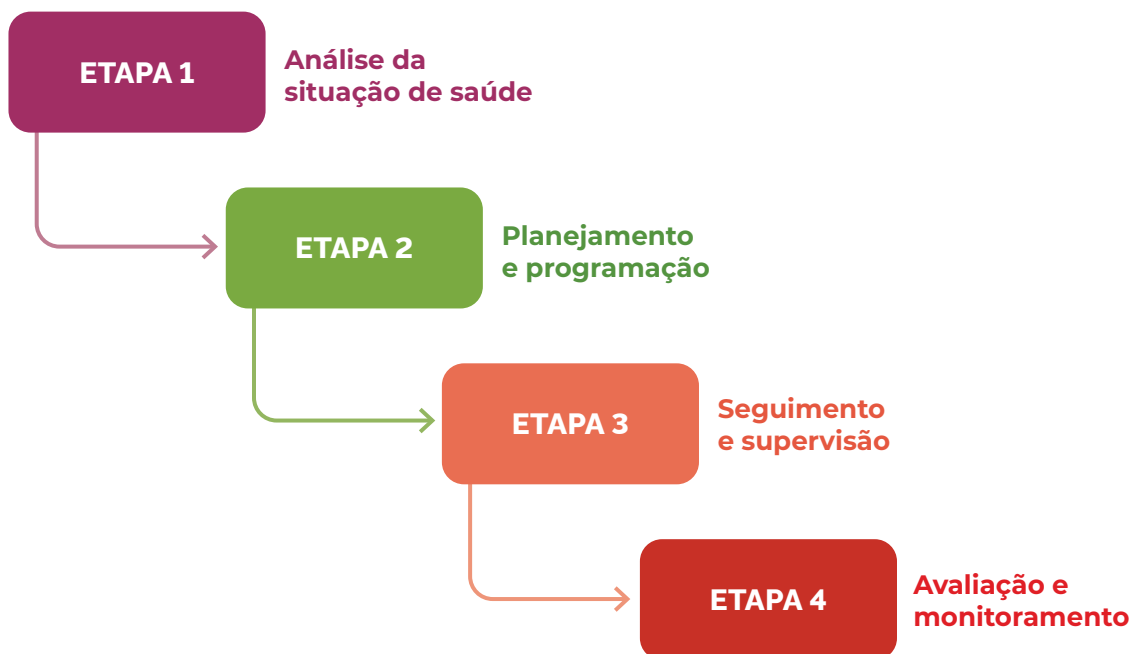 ETAPA 1
Análise da
situação de saúde
ETAPA 2
Planejamento
e programação
ETAPA 3
Seguimento
e supervisão
ETAPA 4
Avaliação e
monitoramento